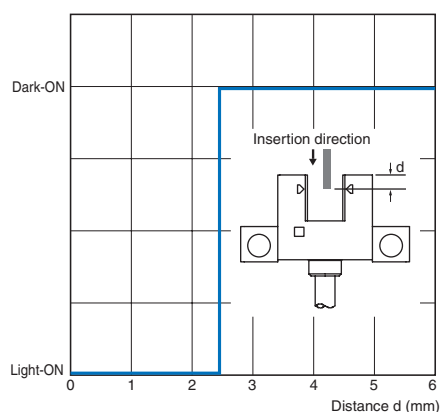 Dark-ON
Insertion direction
d
Light-ON
0 1 2 3 4 5 6
Distance d (mm)